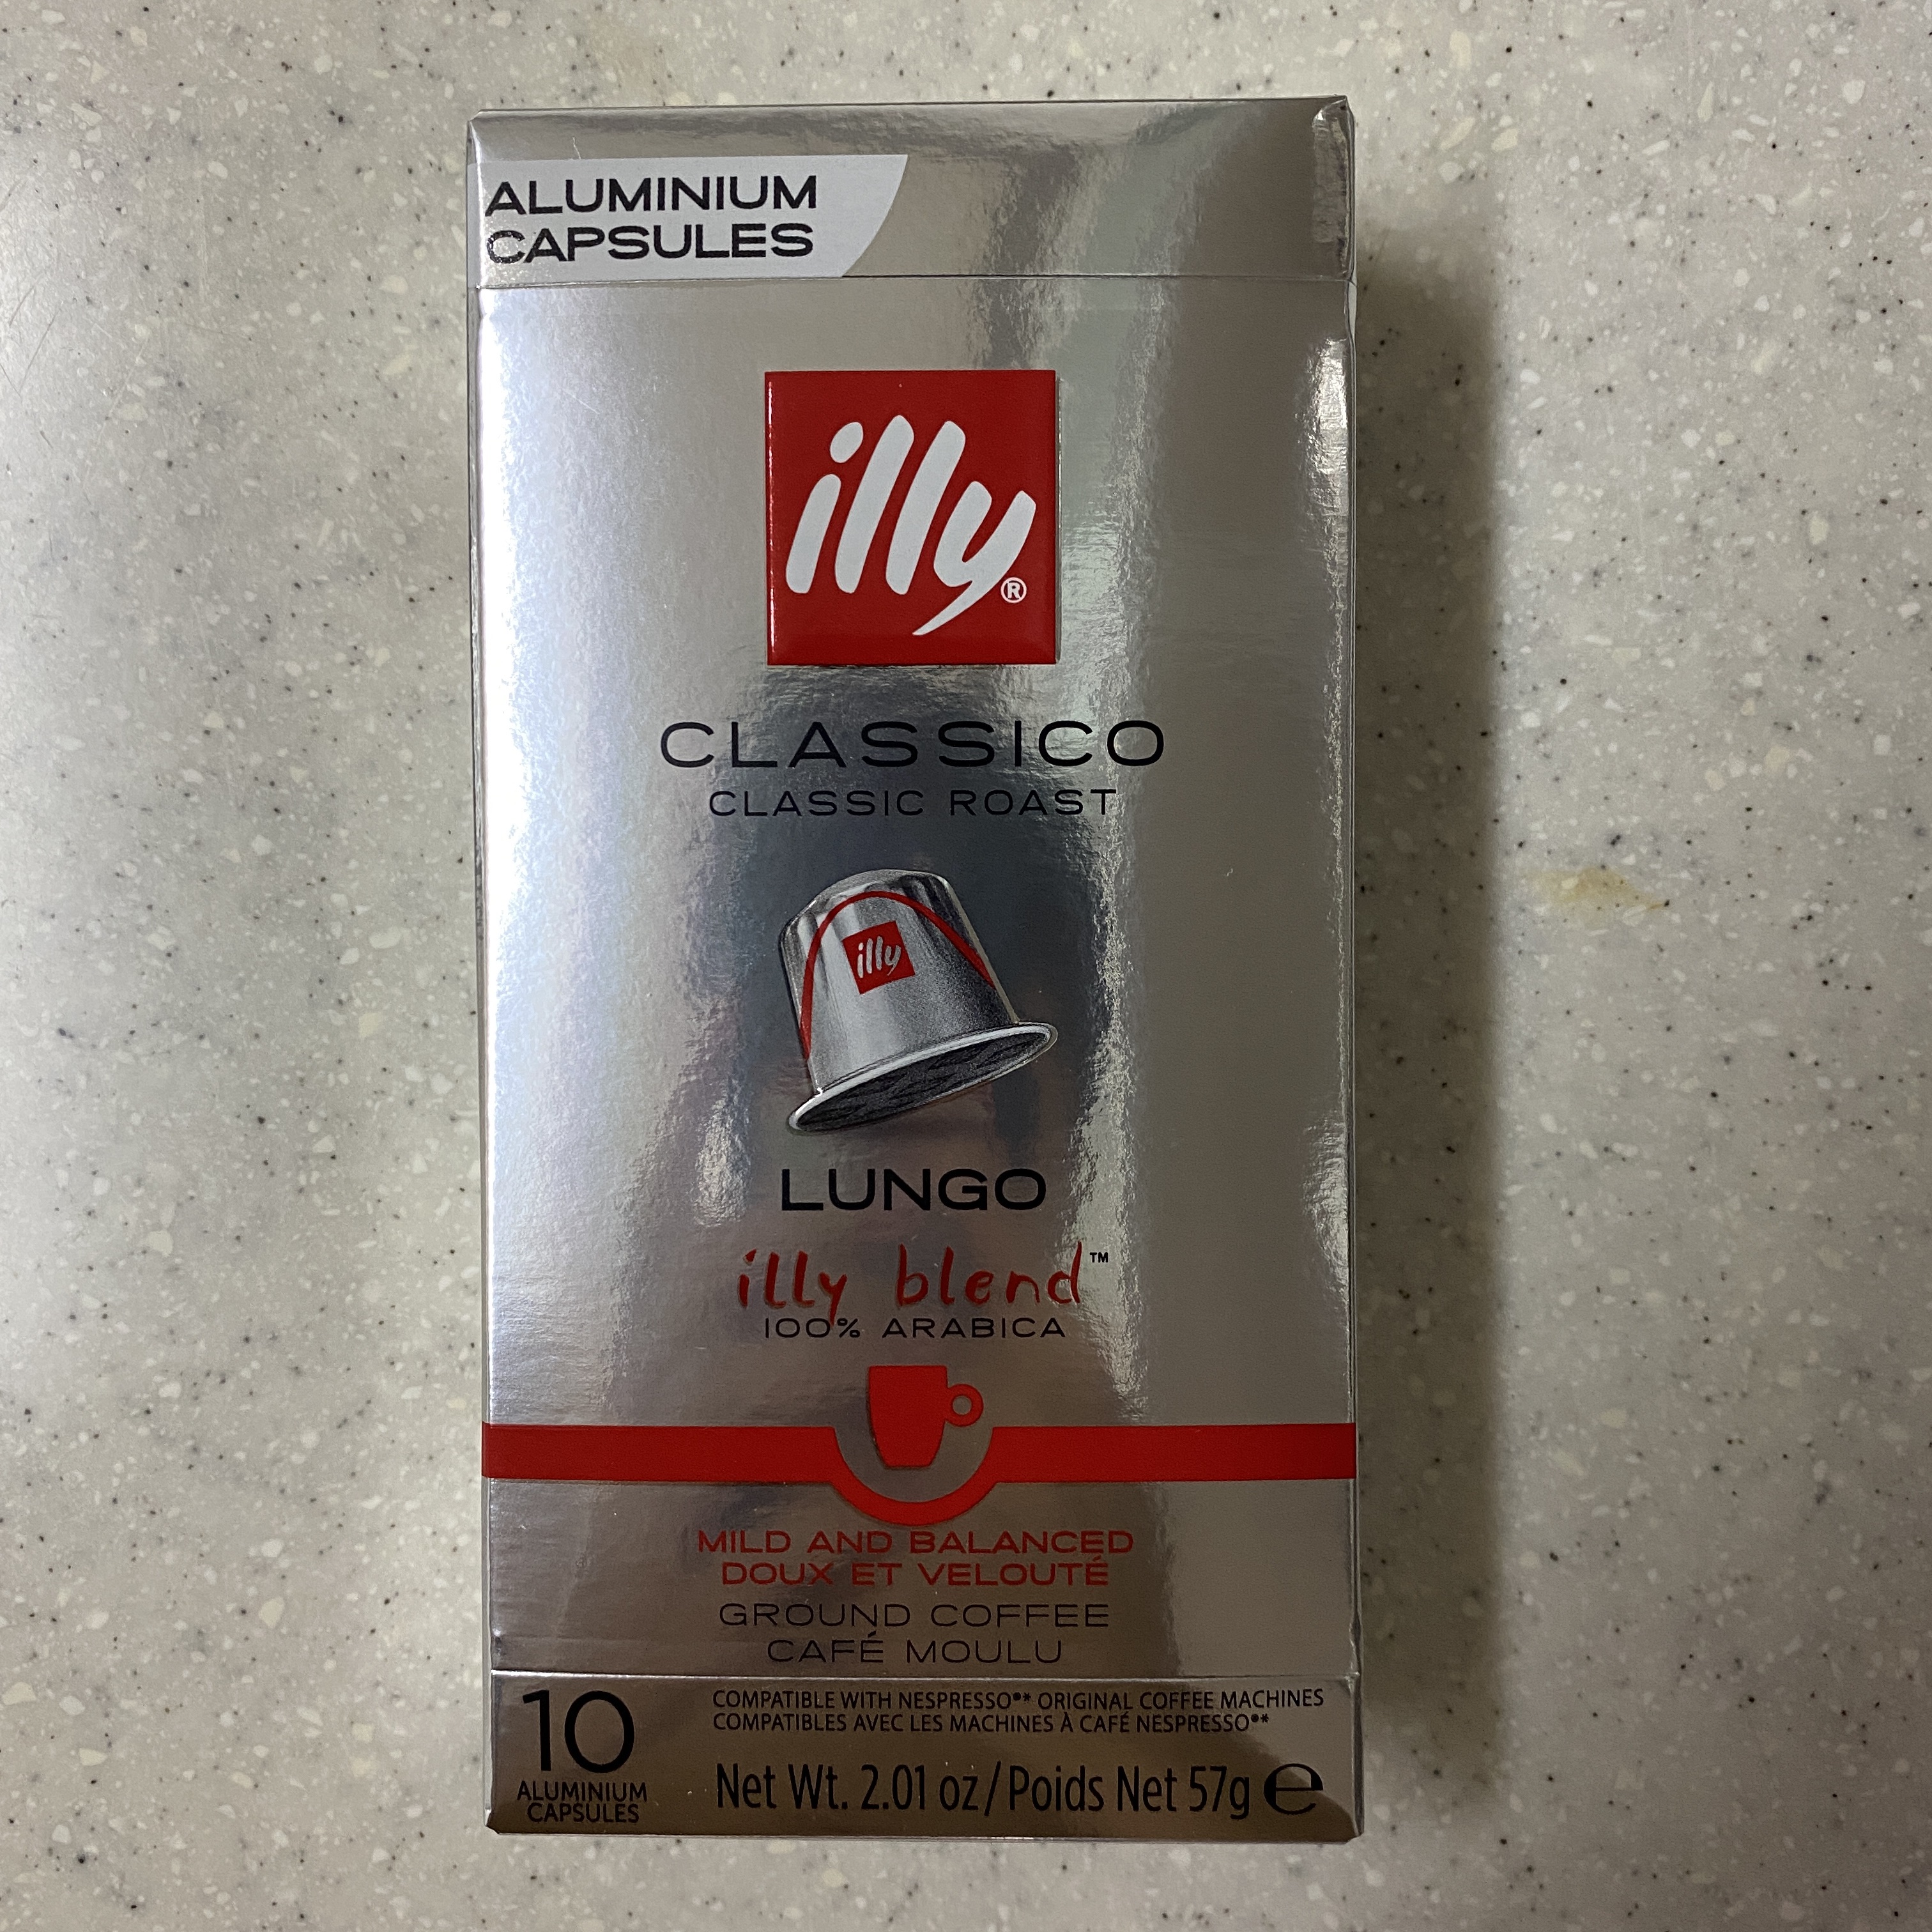 ALUMINIUM
CAPSULES
illy®
CLASSICO
CLASSIC ROAST
illy
LUNGO
illy blend™
100% ARABICA
MILD AND BALANCED
DOUX ET VELOUTÉ
GROUND COFFEE
CAFÉ MOULU
10
ALUMINIUM
CAPSULES
COMPATIBLE WITH NESPRESSO®* ORIGINAL COFFEE MACHINES
COMPATIBLES AVEC LES MACHINES À CAFÉ NESPRESSO®*
Net Wt. 2.01 oz/Poids Net 57g ℮